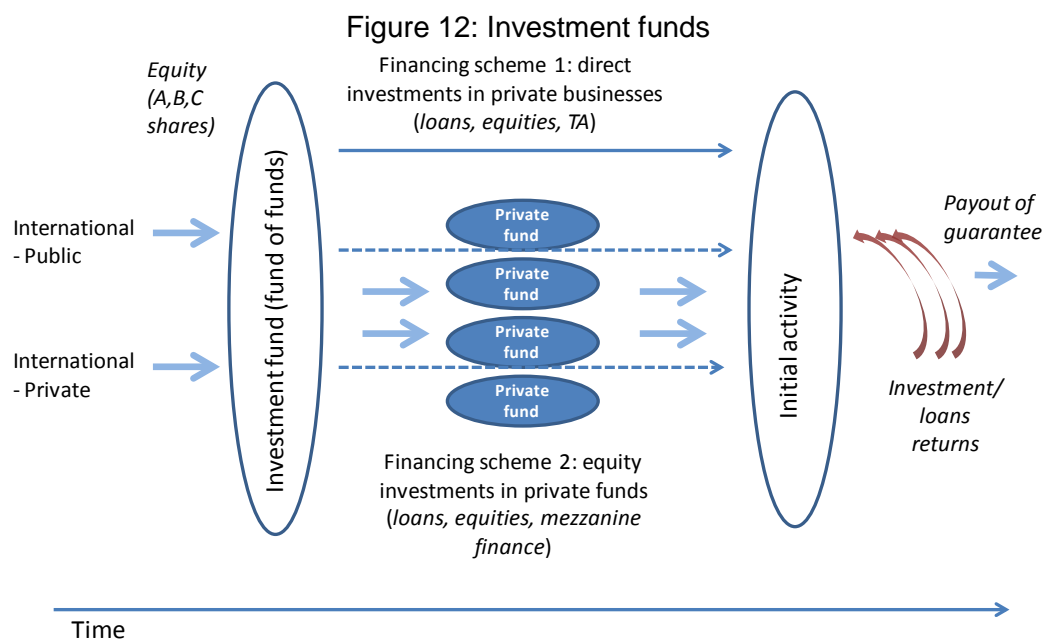 Figure 12: Investment funds
Equity
(A,B,C
shares)
Financing scheme 1: direct
investments in private businesses
(loans, equities, TA)
International
- Public
International
- Private
Investment fund (fund of funds)
Private
fund
Private
fund
Private
fund
Private
fund
Financing scheme 2: equity
investments in private funds
(loans, equities, mezzanine
finance)
Initial activity
Payout of
guarantee
Investment/
loans
returns
Time